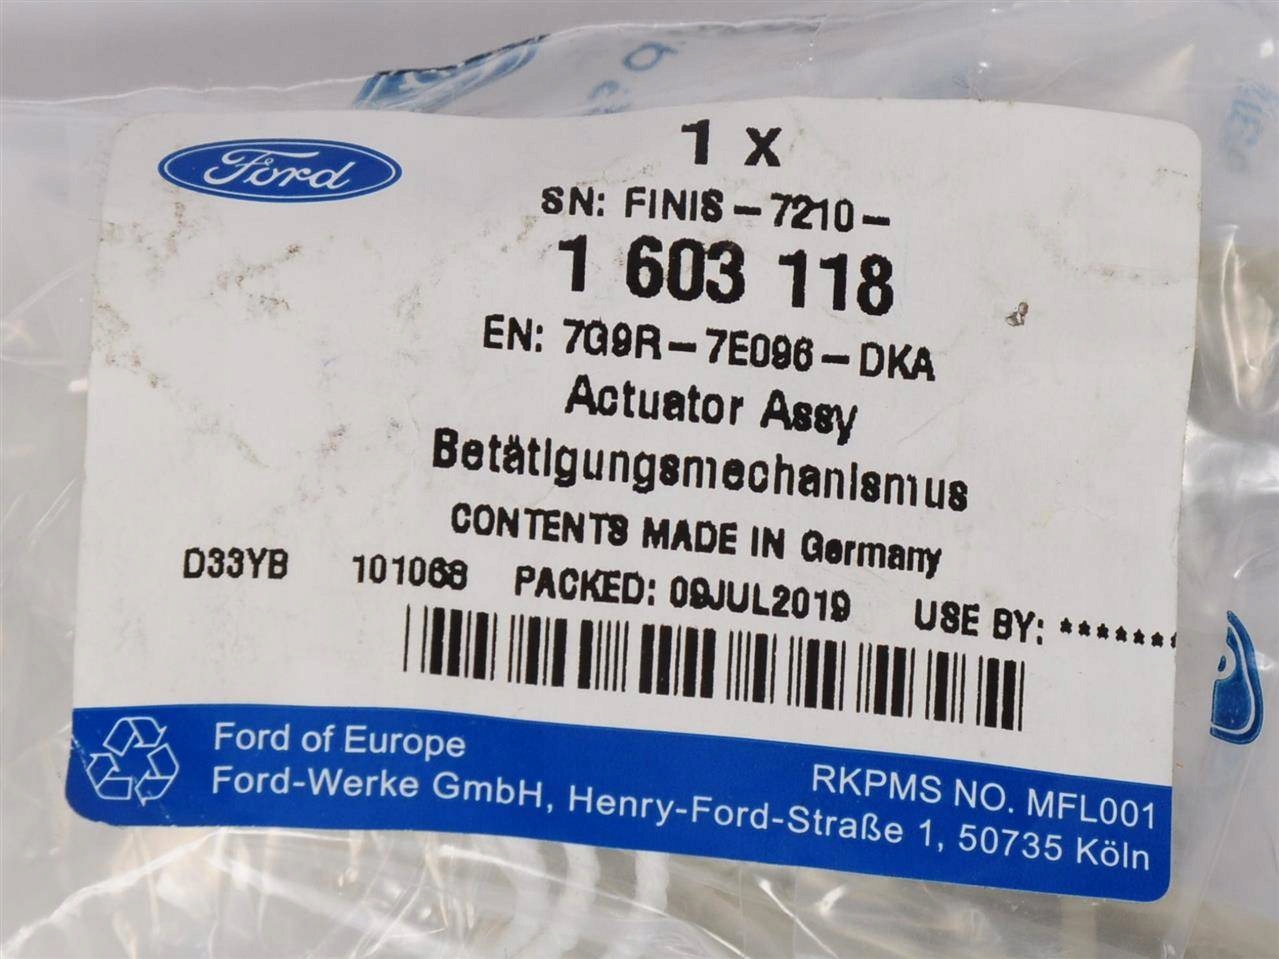 Ford
1 x
SN: FINIS-7210-
1 603 118
EN: 7G9R-7E096-DKA
Actuator Assy
Betätigungsmechanismus
CONTENTS MADE IN Germany
D33YB 101068 PACKED: 09JUL2019 USE BY: *******
Ford of Europe
Ford-Werke GmbH, Henry-Ford-Straße 1, 50735 Köln
RKPMS NO. MFL001